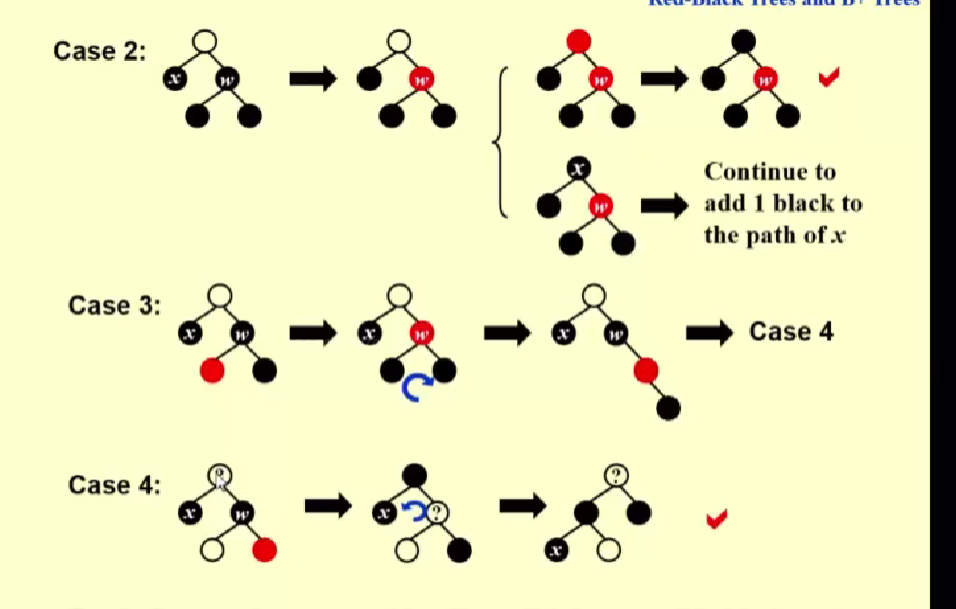 Red-Black Trees and B+ Trees
Case 2:
x w w w w
x w
Continue to
add 1 black to
the path of x
Case 3:
x w x w x w
Case 4
Case 4:
? ?
x w x ?
x